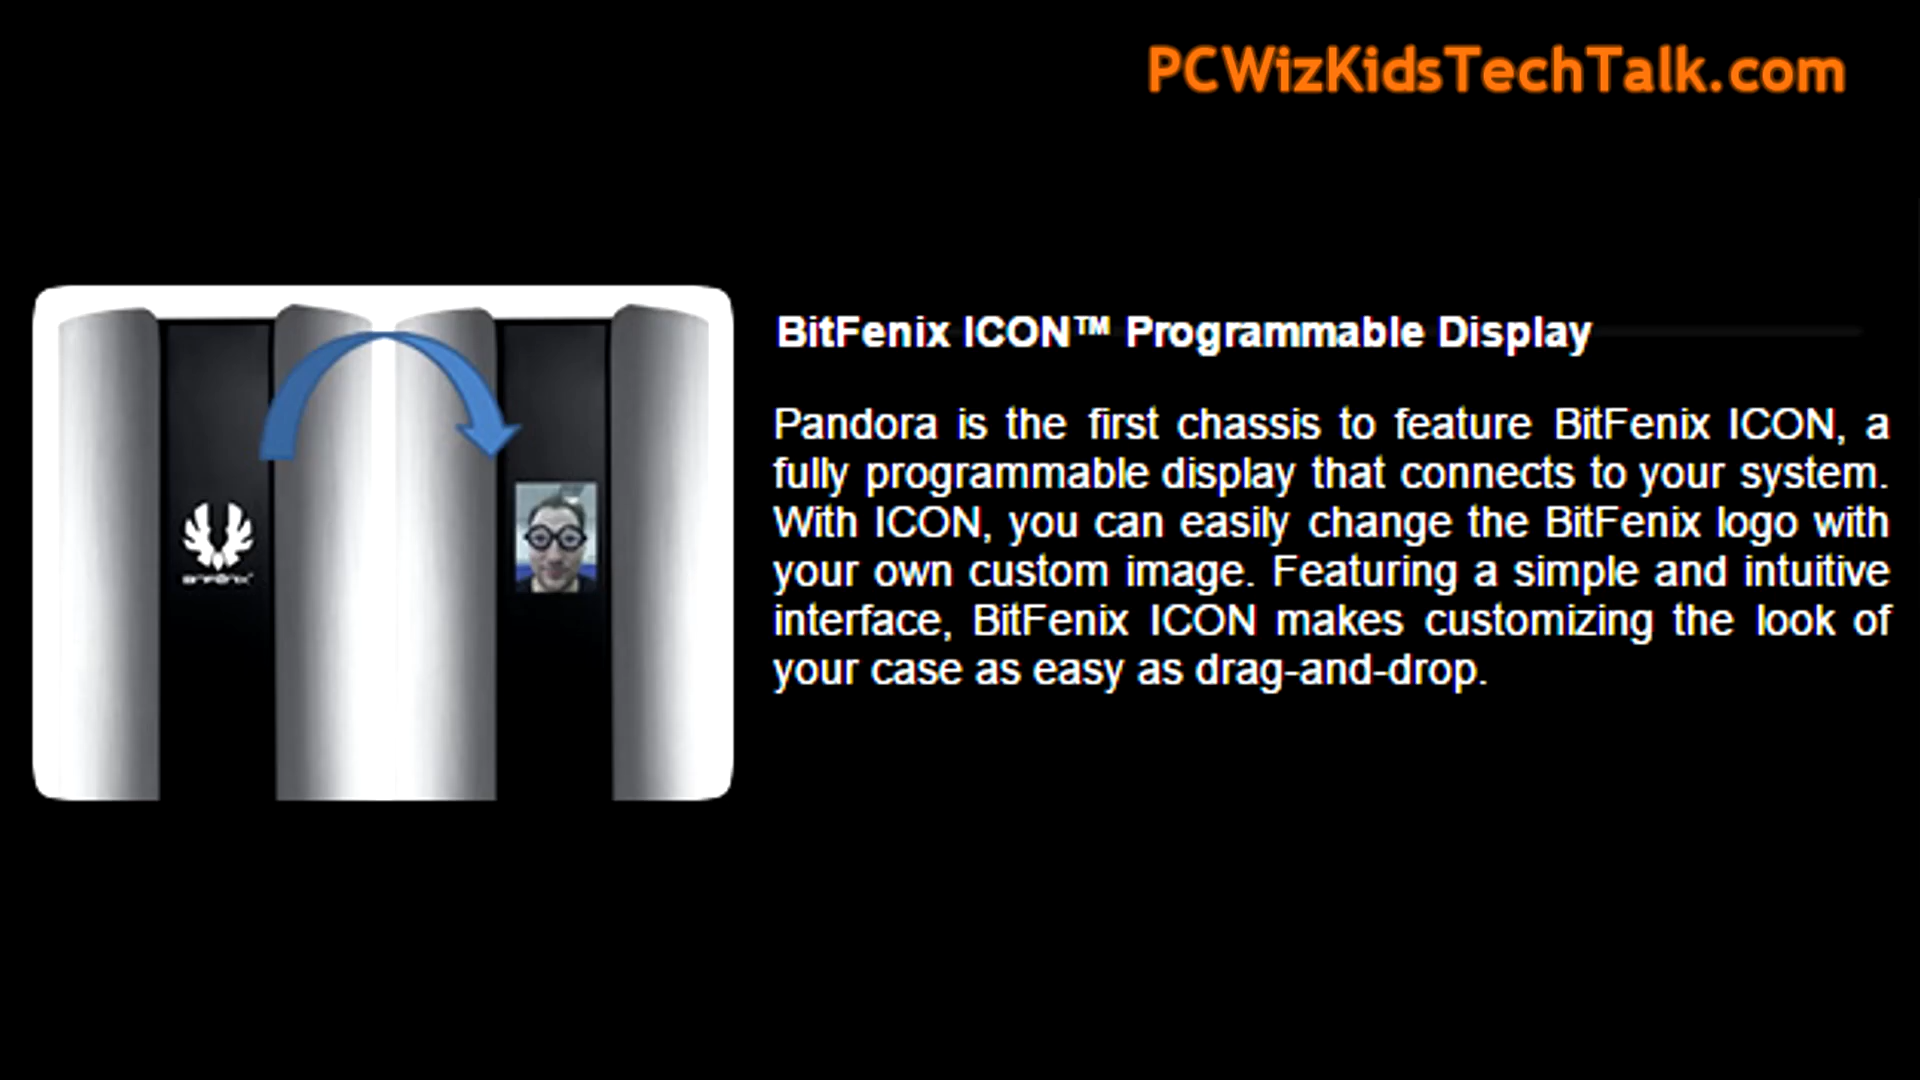 PCWizKidsTechTalk.com
BitFenix ICON™ Programmable Display
Pandora is the first chassis to feature BitFenix ICON, a
fully programmable display that connects to your system.
With ICON, you can easily change the BitFenix logo with
your own custom image. Featuring a simple and intuitive
interface, BitFenix ICON makes customizing the look of
your case as easy as drag-and-drop.
BitFenix